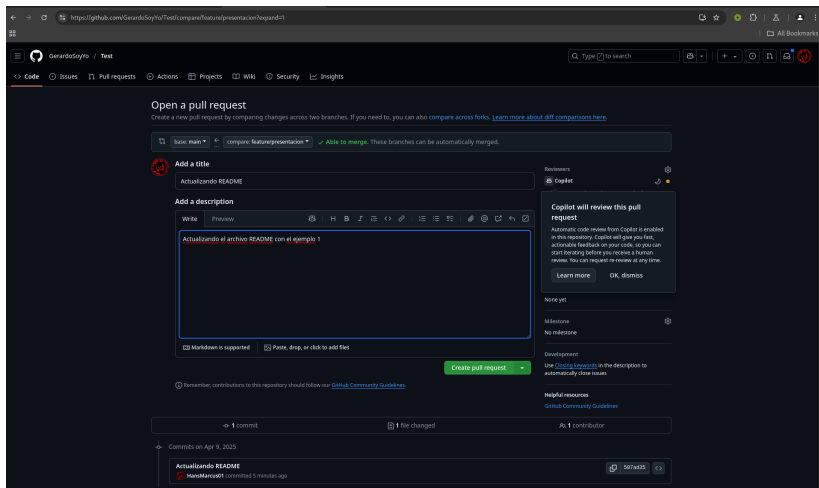 https://github.com/GerardoSoyYo/Test/compare/feature/presentacion?expand=1
All Bookmarks
GerardoSoyYo / Test
Type / to search
Code Issues Pull requests Actions Projects Wiki Security Insights
Open a pull request
Create a new pull request by comparing changes across two branches. If you need to, you can also compare across forks. Learn more about diff comparisons here.
base: main compare: feature/presentacion Able to merge. These branches can be automatically merged.
Add a title
Actualizando README
Add a description
Write Preview
H B I
Actualizando el archivo README con el ejemplo 1
Markdown is supported Paste, drop, or click to add files
Create pull request
Remember, contributions to this repository should follow our GitHub Community Guidelines.
Reviewers
Copilot
Copilot will review this pull
request
Automatic code review from Copilot is enabled
in this repository. Copilot will give you fast,
actionable feedback on your code, so you can
start iterating before you receive a human
review. You can request re-review at any time.
Learn more OK, dismiss
None yet
Milestone
No milestone
Development
Use Closing keywords in the description to
automatically close issues
Helpful resources
GitHub Community Guidelines
1 commit 1 file changed 1 contributor
Commits on Apr 9, 2025
Actualizando README
HansMarcus01 committed 5 minutes ago
597ad35